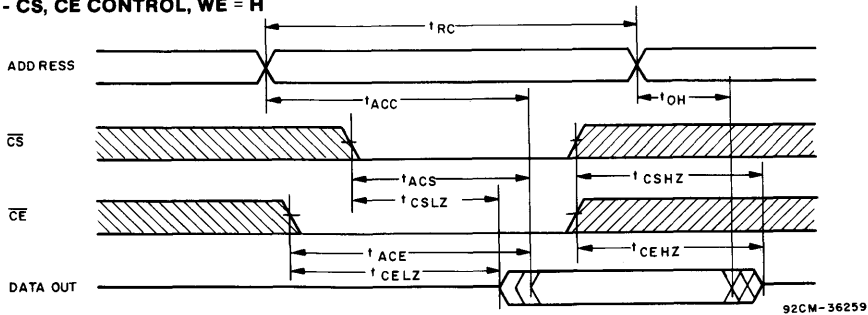 - CS, CE CONTROL, WE = H
tRC
ADDRESS
tACC
tOH
CS
tACS
tCSHZ
tCSLZ
CE
tACE
tCEHZ
tCELZ
DATA OUT
92CM-36259